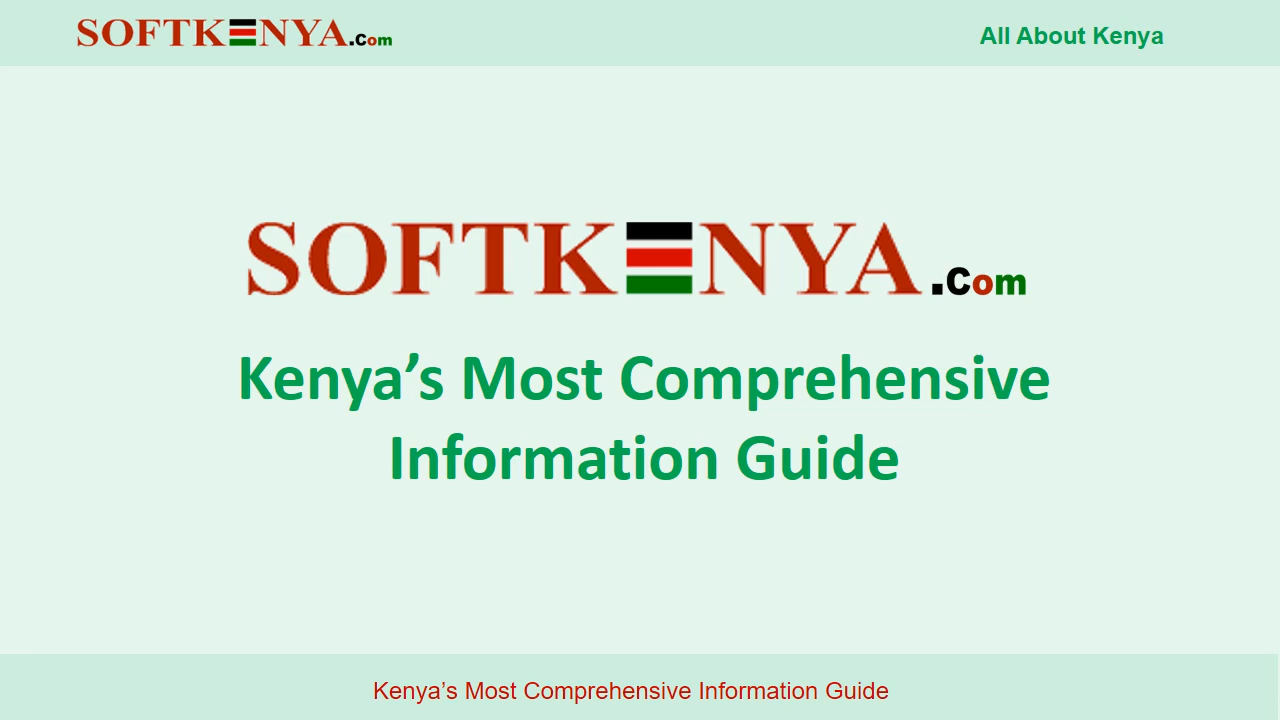 SOFTKENYA.Com
All About Kenya
SOFTKENYA.Com
Kenya’s Most Comprehensive
Information Guide
Kenya’s Most Comprehensive Information Guide